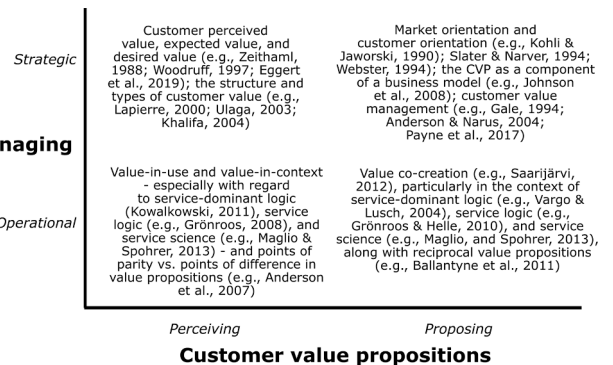 Strategic
Customer perceived
value, expected value, and
desired value (e.g., Zeithaml,
1988; Woodruff, 1997; Eggert
et al., 2019); the structure and
types of customer value (e.g.,
Lapierre, 2000; Ulaga, 2003;
Khalifa, 2004)
Market orientation and
customer orientation (e.g., Kohli &
Jaworski, 1990); Slater & Narver, 1994;
Webster, 1994); the CVP as a component
of a business model (e.g., Johnson
et al., 2008); customer value
management (e.g., Gale, 1994;
Anderson & Narus, 2004;
Payne et al., 2017)
naging
Operational
Value-in-use and value-in-context
- especially with regard
to service-dominant logic
(Kowalkowski, 2011), service
logic (e.g., Grönroos, 2008), and
service science (e.g., Maglio &
Spohrer, 2013) - and points of
parity vs. points of difference in
value propositions (e.g., Anderson
et al., 2007)
Value co-creation (e.g., Saarijärvi,
2012), particularly in the context of
service-dominant logic (e.g., Vargo &
Lusch, 2004), service logic (e.g.,
Grönroos & Helle, 2010), and service
science (e.g., Maglio, and Spohrer, 2013),
along with reciprocal value propositions
(e.g., Ballantyne et al., 2011)
Perceiving
Proposing
Customer value propositions